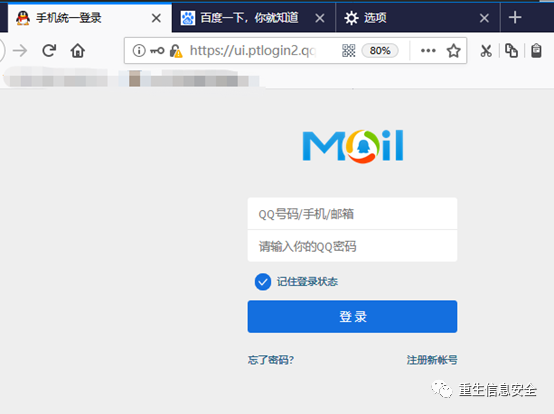 手机统一登录
百度一下，你就知道
选项
https://ui.ptlogin2.qq
80%
Mail
QQ号码/手机/邮箱
请输入你的QQ密码
记住登录状态
登 录
忘了密码?
注册新帐号
重生信息安全